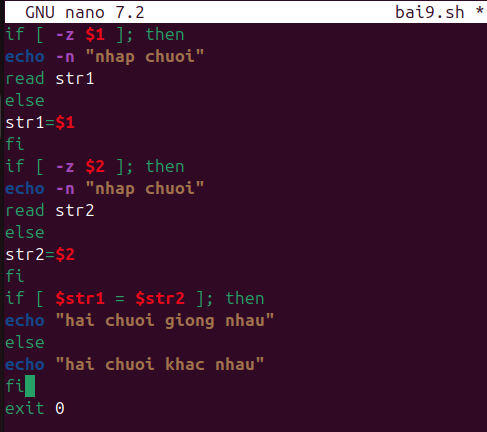 GNU nano 7.2 bai9.sh *
if [ -z $1 ]; then
echo -n "nhap chuoi"
read str1
else
str1=$1
fi
if [ -z $2 ]; then
echo -n "nhap chuoi"
read str2
else
str2=$2
fi
if [ $str1 = $str2 ]; then
echo "hai chuoi giong nhau"
else
echo "hai chuoi khac nhau"
fi
exit 0